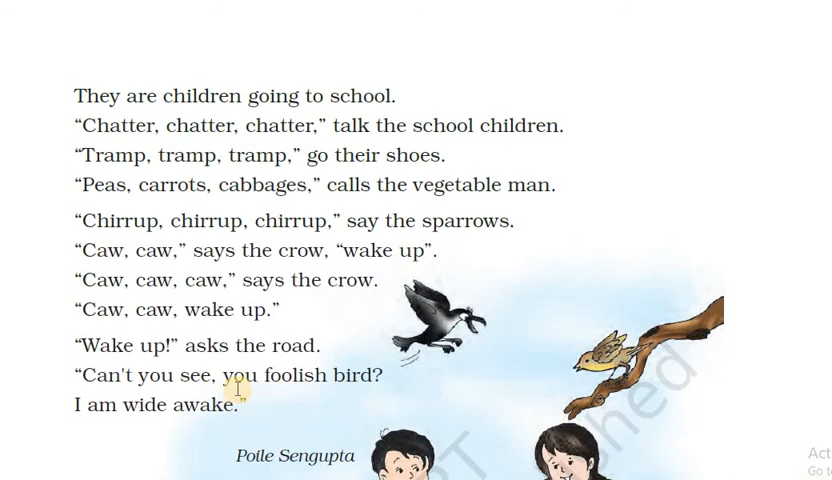 They are children going to school.
“Chatter, chatter, chatter,” talk the school children.
“Tramp, tramp, tramp,” go their shoes.
“Peas, carrots, cabbages,” calls the vegetable man.
“Chirrup, chirrup, chirrup,” say the sparrows.
“Caw, caw,” says the crow, “wake up”.
“Caw, caw, caw,” says the crow.
“Caw, caw, wake up.”
“Wake up!” asks the road.
“Can't you see, you foolish bird?
I am wide awake.”
Poile Sengupta